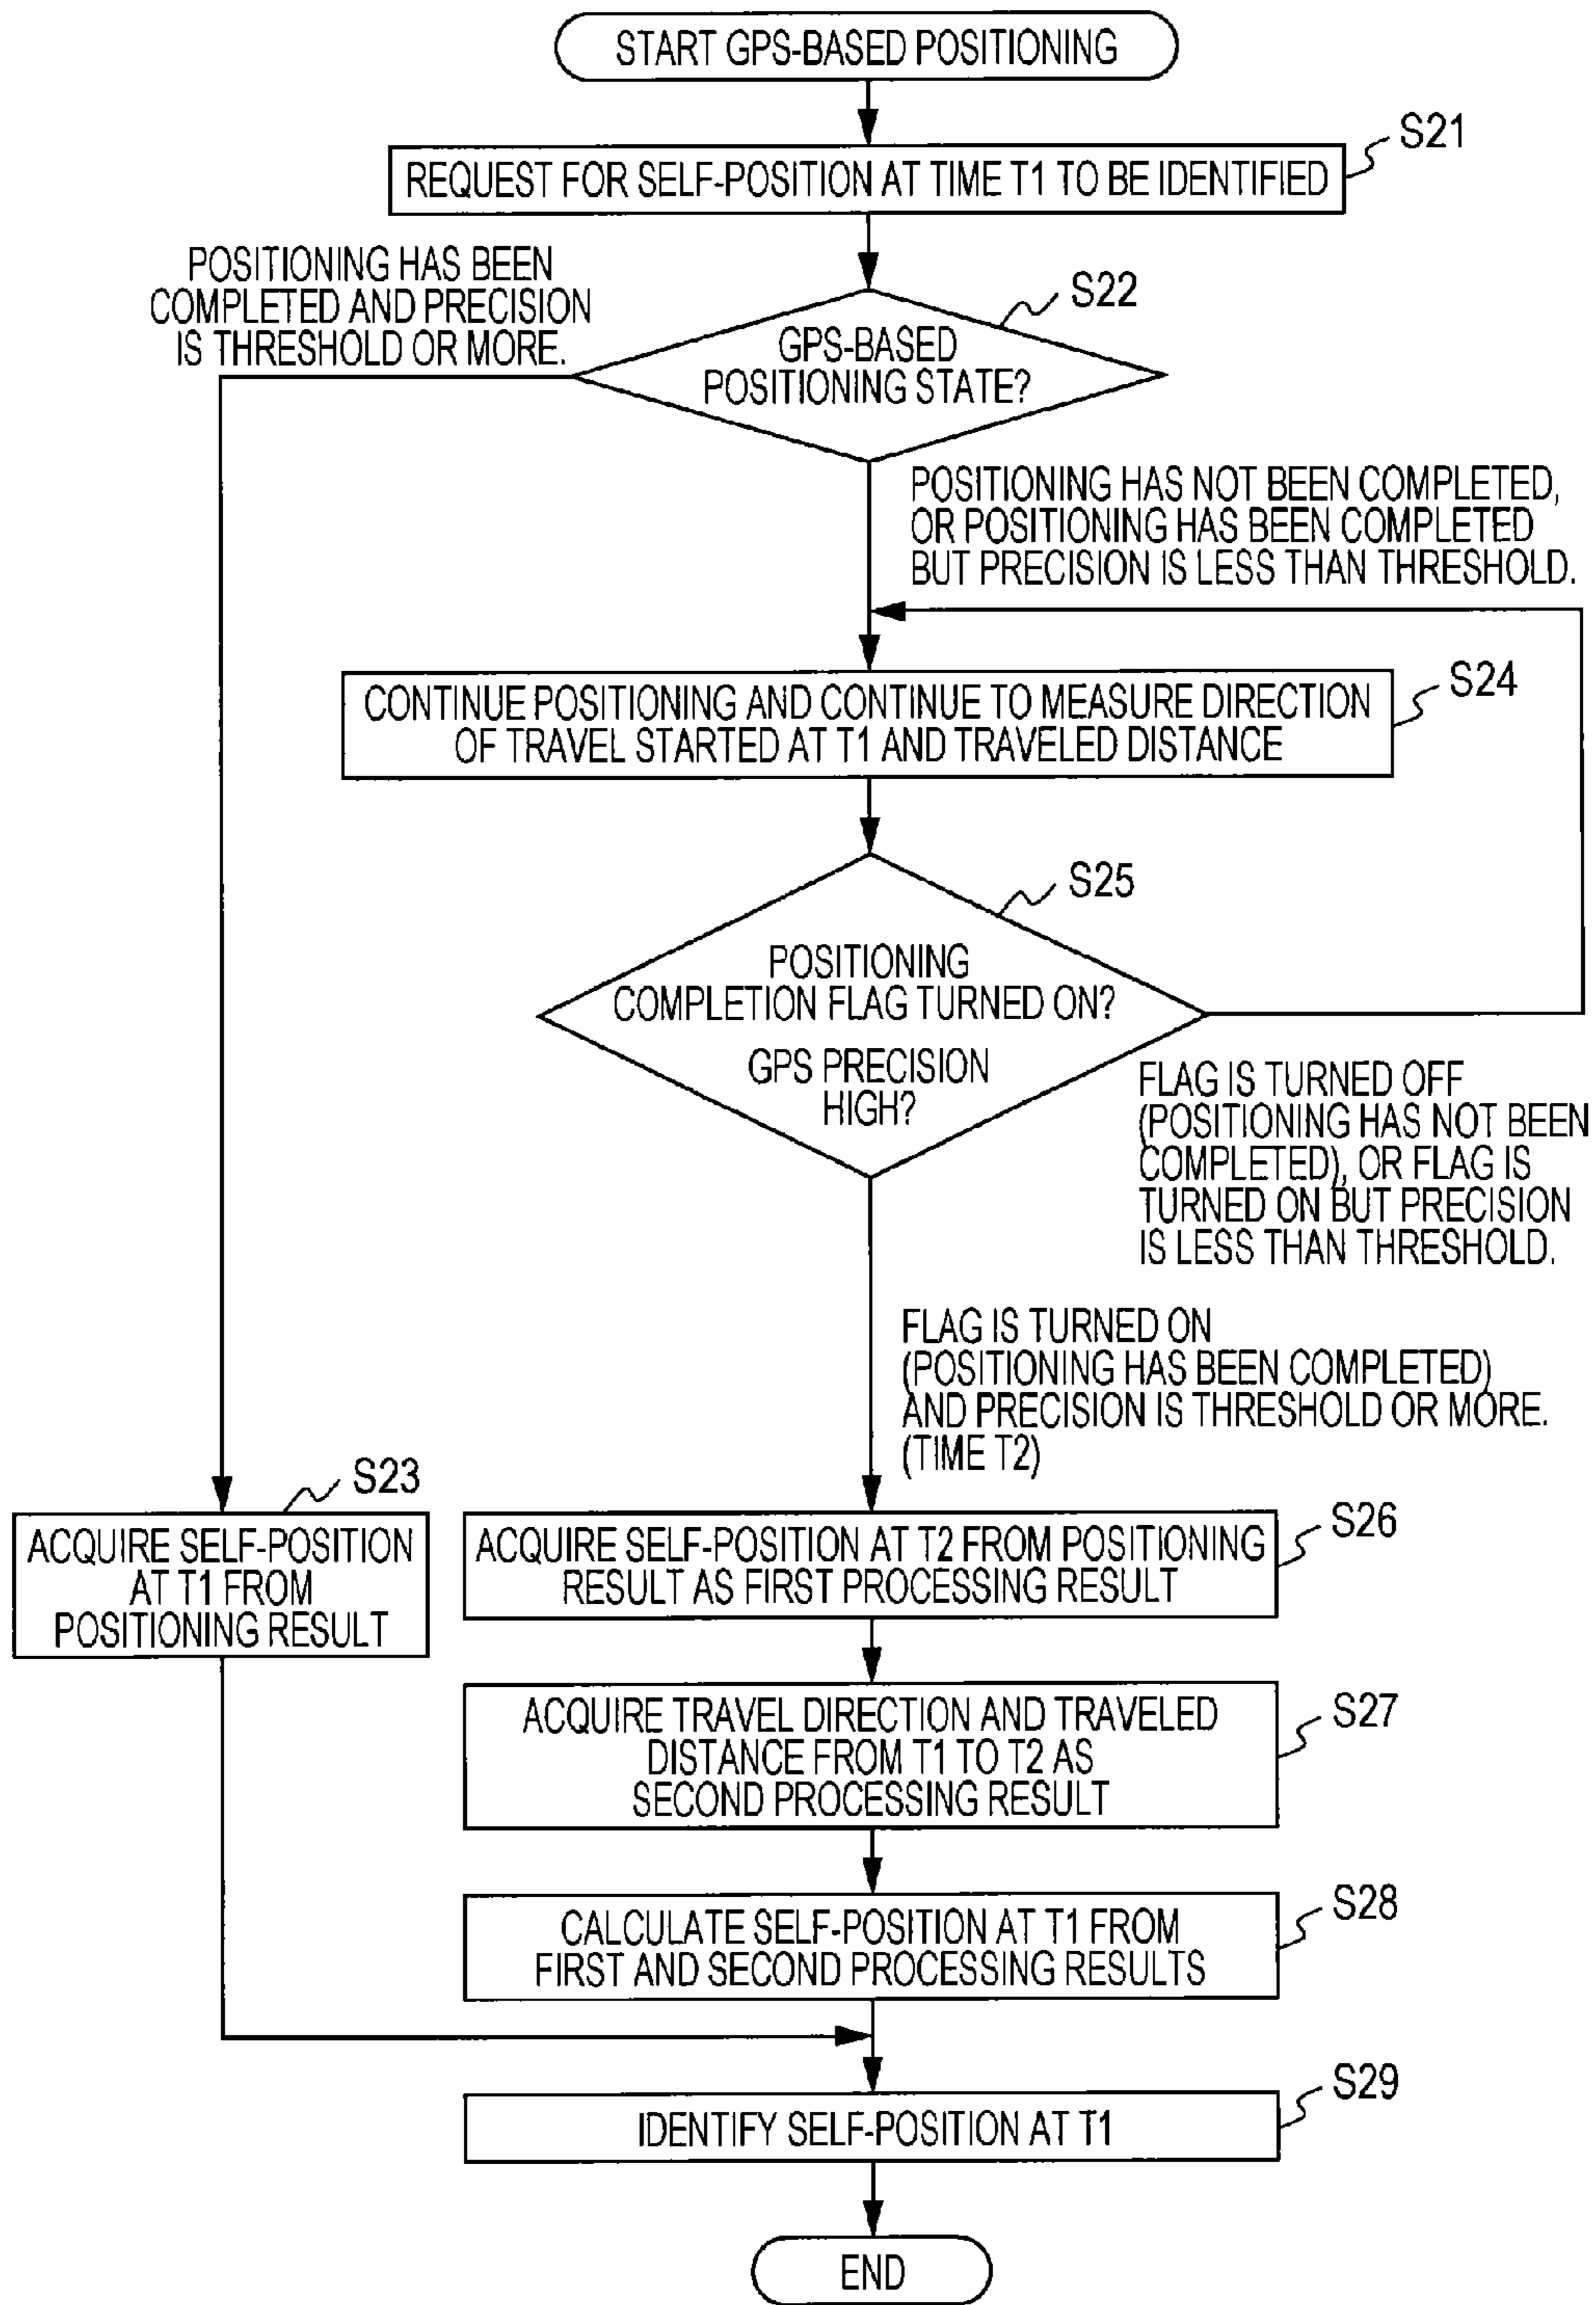 START GPS-BASED POSITIONING
S21
REQUEST FOR SELF-POSITION AT TIME T1 TO BE IDENTIFIED
POSITIONING HAS BEEN
COMPLETED AND PRECISION
IS THRESHOLD OR MORE.
S22
GPS-BASED
POSITIONING STATE?
POSITIONING HAS NOT BEEN COMPLETED,
OR POSITIONING HAS BEEN COMPLETED
BUT PRECISION IS LESS THAN THRESHOLD.
S24
CONTINUE POSITIONING AND CONTINUE TO MEASURE DIRECTION
OF TRAVEL STARTED AT T1 AND TRAVELED DISTANCE
S25
POSITIONING
COMPLETION FLAG TURNED ON?
GPS PRECISION
HIGH?
FLAG IS TURNED OFF
(POSITIONING HAS NOT BEEN
COMPLETED), OR FLAG IS
TURNED ON BUT PRECISION
IS LESS THAN THRESHOLD.
FLAG IS TURNED ON
(POSITIONING HAS BEEN COMPLETED)
AND PRECISION IS THRESHOLD OR MORE.
(TIME T2)
S23
ACQUIRE SELF-POSITION
AT T1 FROM
POSITIONING RESULT
S26
ACQUIRE SELF-POSITION AT T2 FROM POSITIONING
RESULT AS FIRST PROCESSING RESULT
S27
ACQUIRE TRAVEL DIRECTION AND TRAVELED
DISTANCE FROM T1 TO T2 AS
SECOND PROCESSING RESULT
S28
CALCULATE SELF-POSITION AT T1 FROM
FIRST AND SECOND PROCESSING RESULTS
S29
IDENTIFY SELF-POSITION AT T1
END